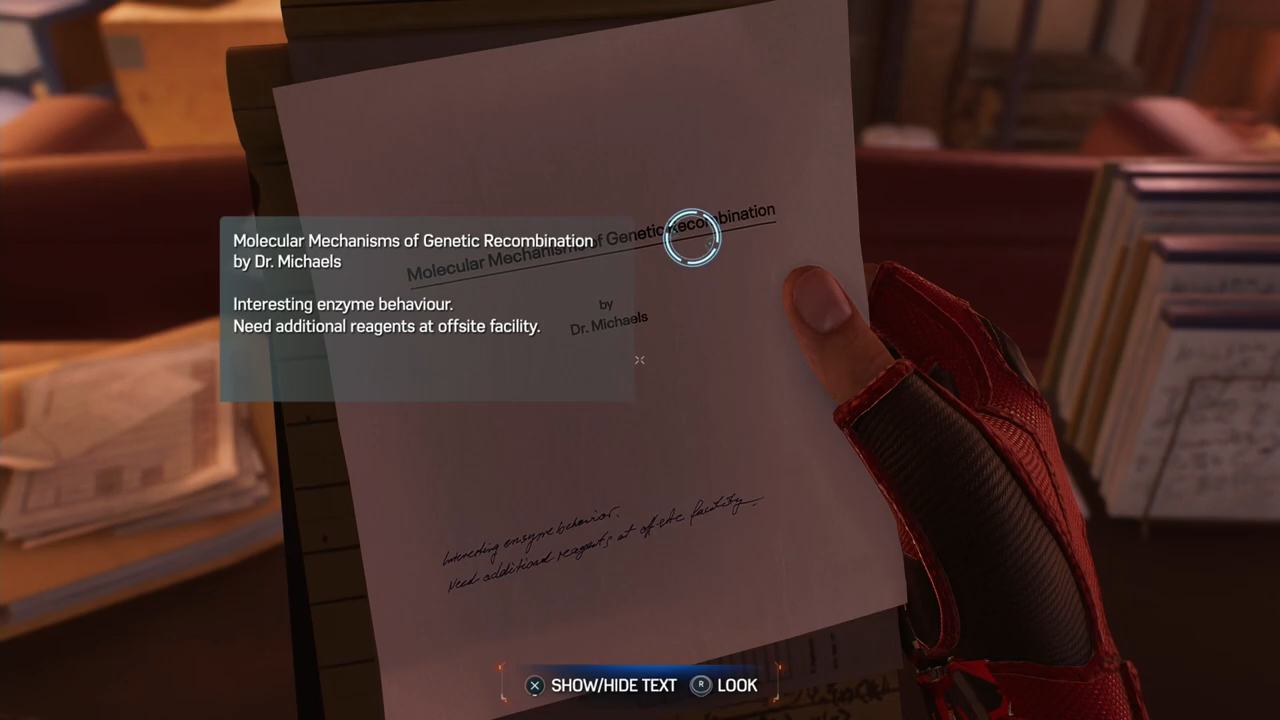 Molecular Mechanisms of Genetic Recombination
by Dr. Michaels
Interesting enzyme behaviour.
Need additional reagents at offsite facility.
Molecular Mechanisms of Genetic Recombination
by
Dr. Michaels
Interesting enzyme behavior.
Need additional reagents at offsite facility.
SHOW/HIDE TEXT
R LOOK